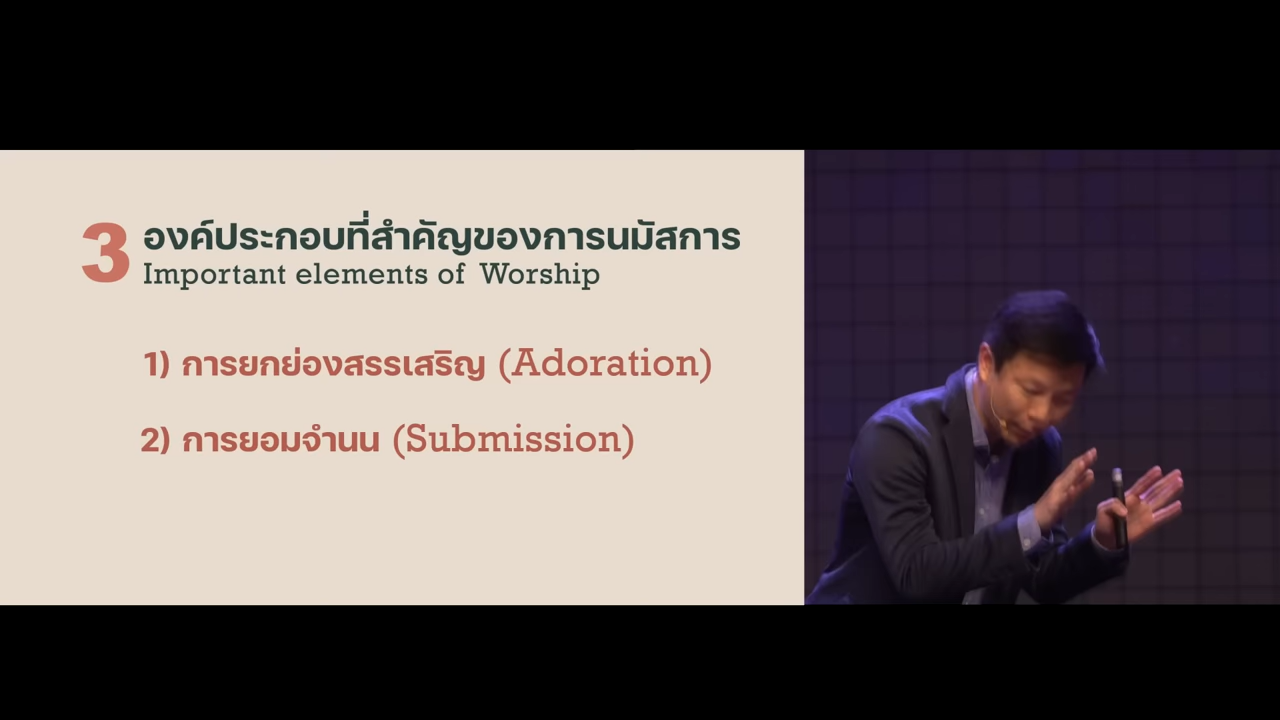 3 องค์ประกอบที่สำคัญของการนมัสการ
Important elements of Worship
1) การยกย่องสรรเสริญ (Adoration)
2) การยอมจำนน (Submission)